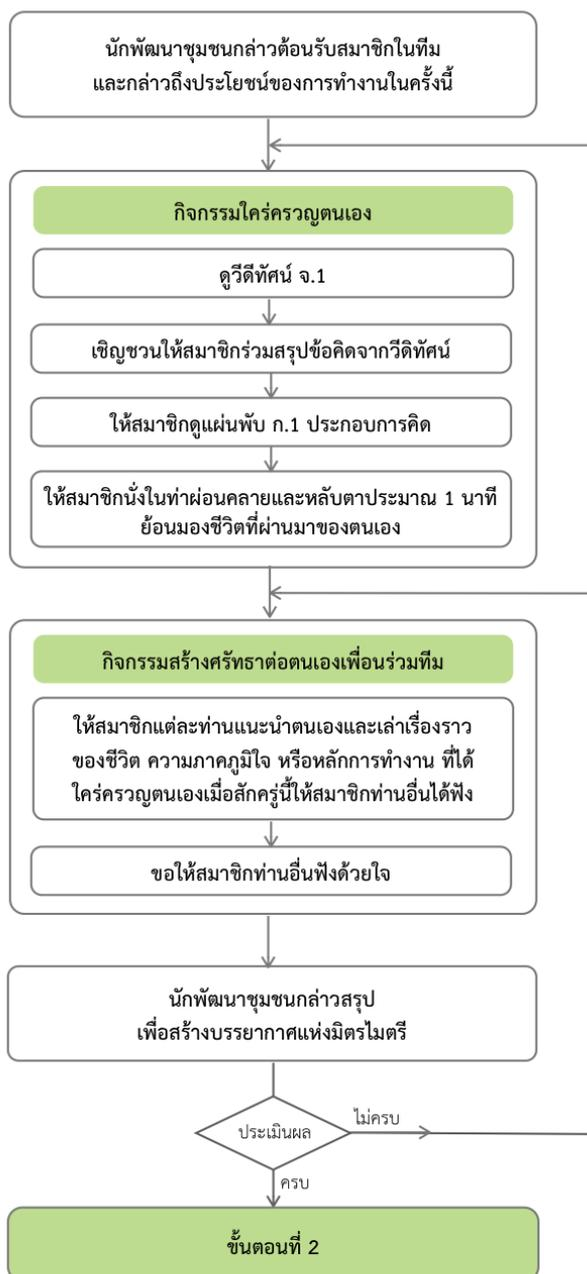 นักพัฒนาชุมชนกล่าวต้อนรับสมาชิกในทีม
และกล่าวถึงประโยชน์ของการทำงานในครั้งนี้
กิจกรรมใคร่ครวญตนเอง
ดูวีดีทัศน์ จ.1
เชิญชวนให้สมาชิกร่วมสรุปข้อคิดจากวีดิทัศน์
ให้สมาชิกดูแผ่นพับ ก.1 ประกอบการคิด
ให้สมาชิกนั่งในท่าผ่อนคลายและหลับตาประมาณ 1 นาที
ย้อนมองชีวิตที่ผ่านมาของตนเอง
กิจกรรมสร้างศรัทธาต่อตนเองเพื่อนร่วมทีม
ให้สมาชิกแต่ละท่านแนะนำตนเองและเล่าเรื่องราว
ของชีวิต ความภาคภูมิใจ หรือหลักการทำงาน ที่ได้
ใคร่ครวญตนเองเมื่อสักครู่นี้ให้สมาชิกท่านอื่นได้ฟัง
ขอให้สมาชิกท่านอื่นฟังด้วยใจ
นักพัฒนาชุมชนกล่าวสรุป
เพื่อสร้างบรรยากาศแห่งมิตรไมตรี
ประเมินผล
ไม่ครบ
ครบ
ขั้นตอนที่ 2